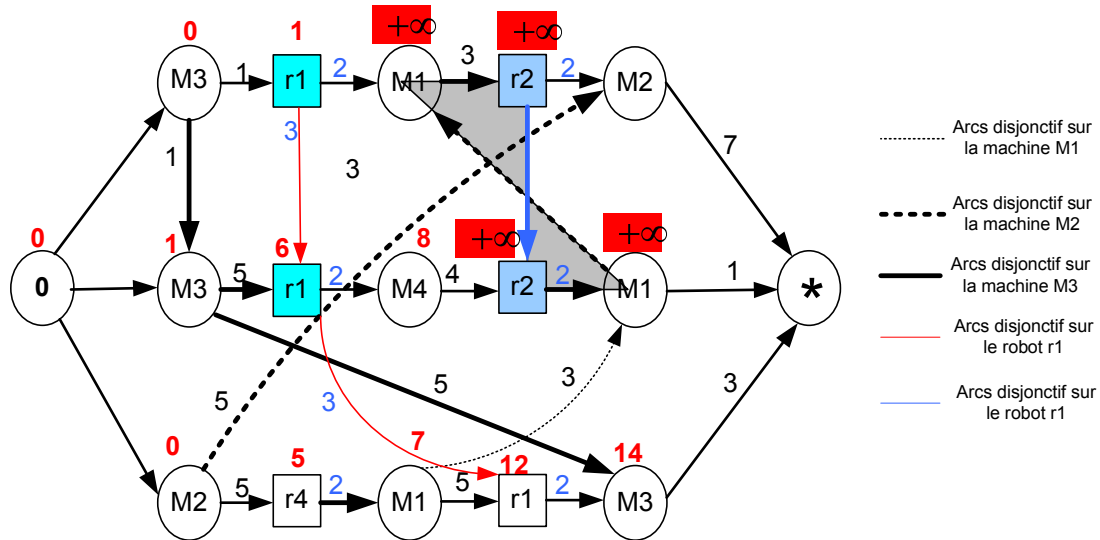 0 1 +∞ +∞
M3 1 r1 2 M1 3 r2 2 M2
3
1 3 7
0 1 6 8 +∞ +∞
0 M3 5 r1 2 M4 4 r2 2 M1 1 *
5 3 5 3 3
0 5 7 12 14
M2 5 r4 2 M1 5 r1 2 M3
Arcs disjonctif sur
la machine M1
Arcs disjonctif sur
la machine M2
Arcs disjonctif sur
la machine M3
Arcs disjonctif sur
le robot r1
Arcs disjonctif sur
le robot r1